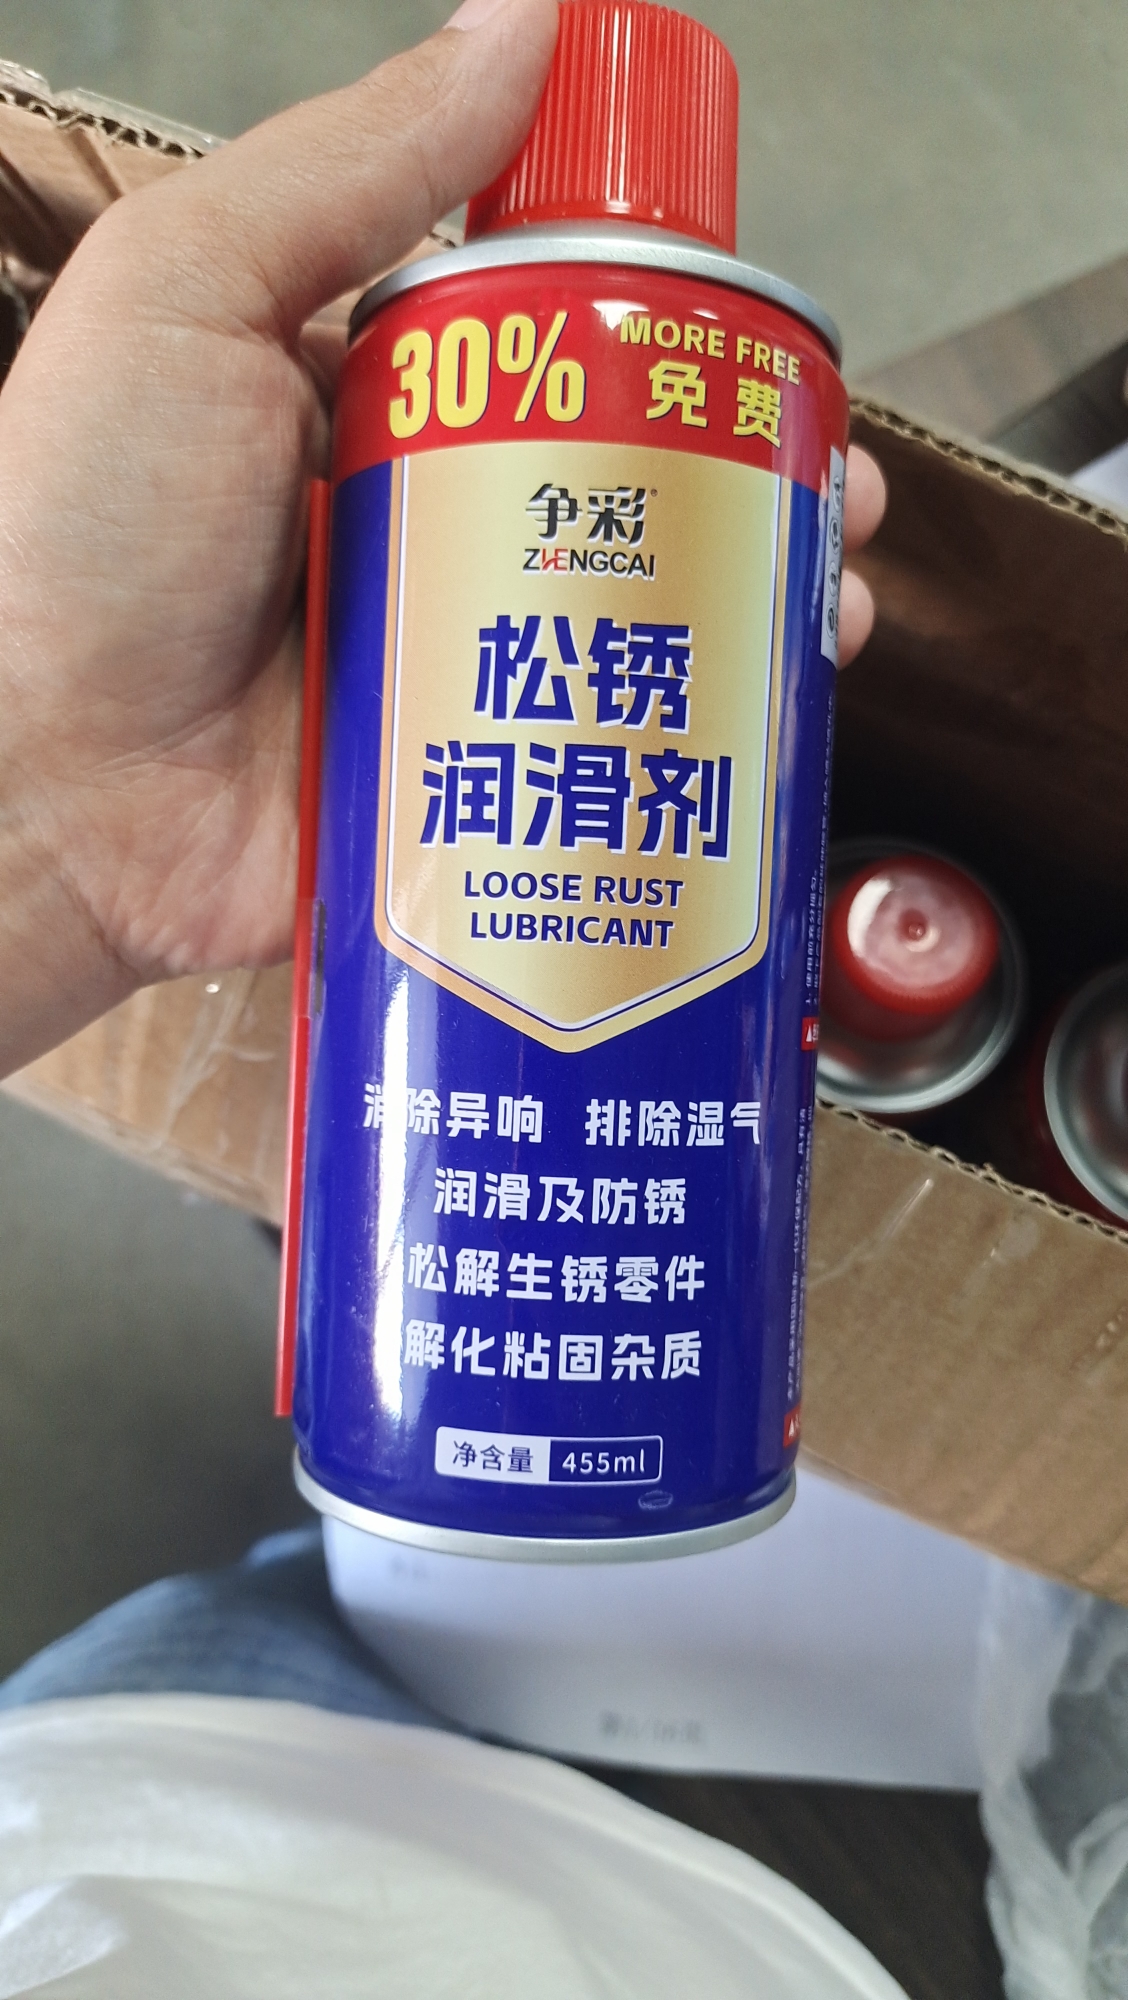 30%
MORE FREE
免费
争彩®
ZHENGCAI
松锈
润滑剂
LOOSE RUST
LUBRICANT
消除异响 排除湿气
润滑及防锈
松解生锈零件
解化粘固杂质
净含量 455ml